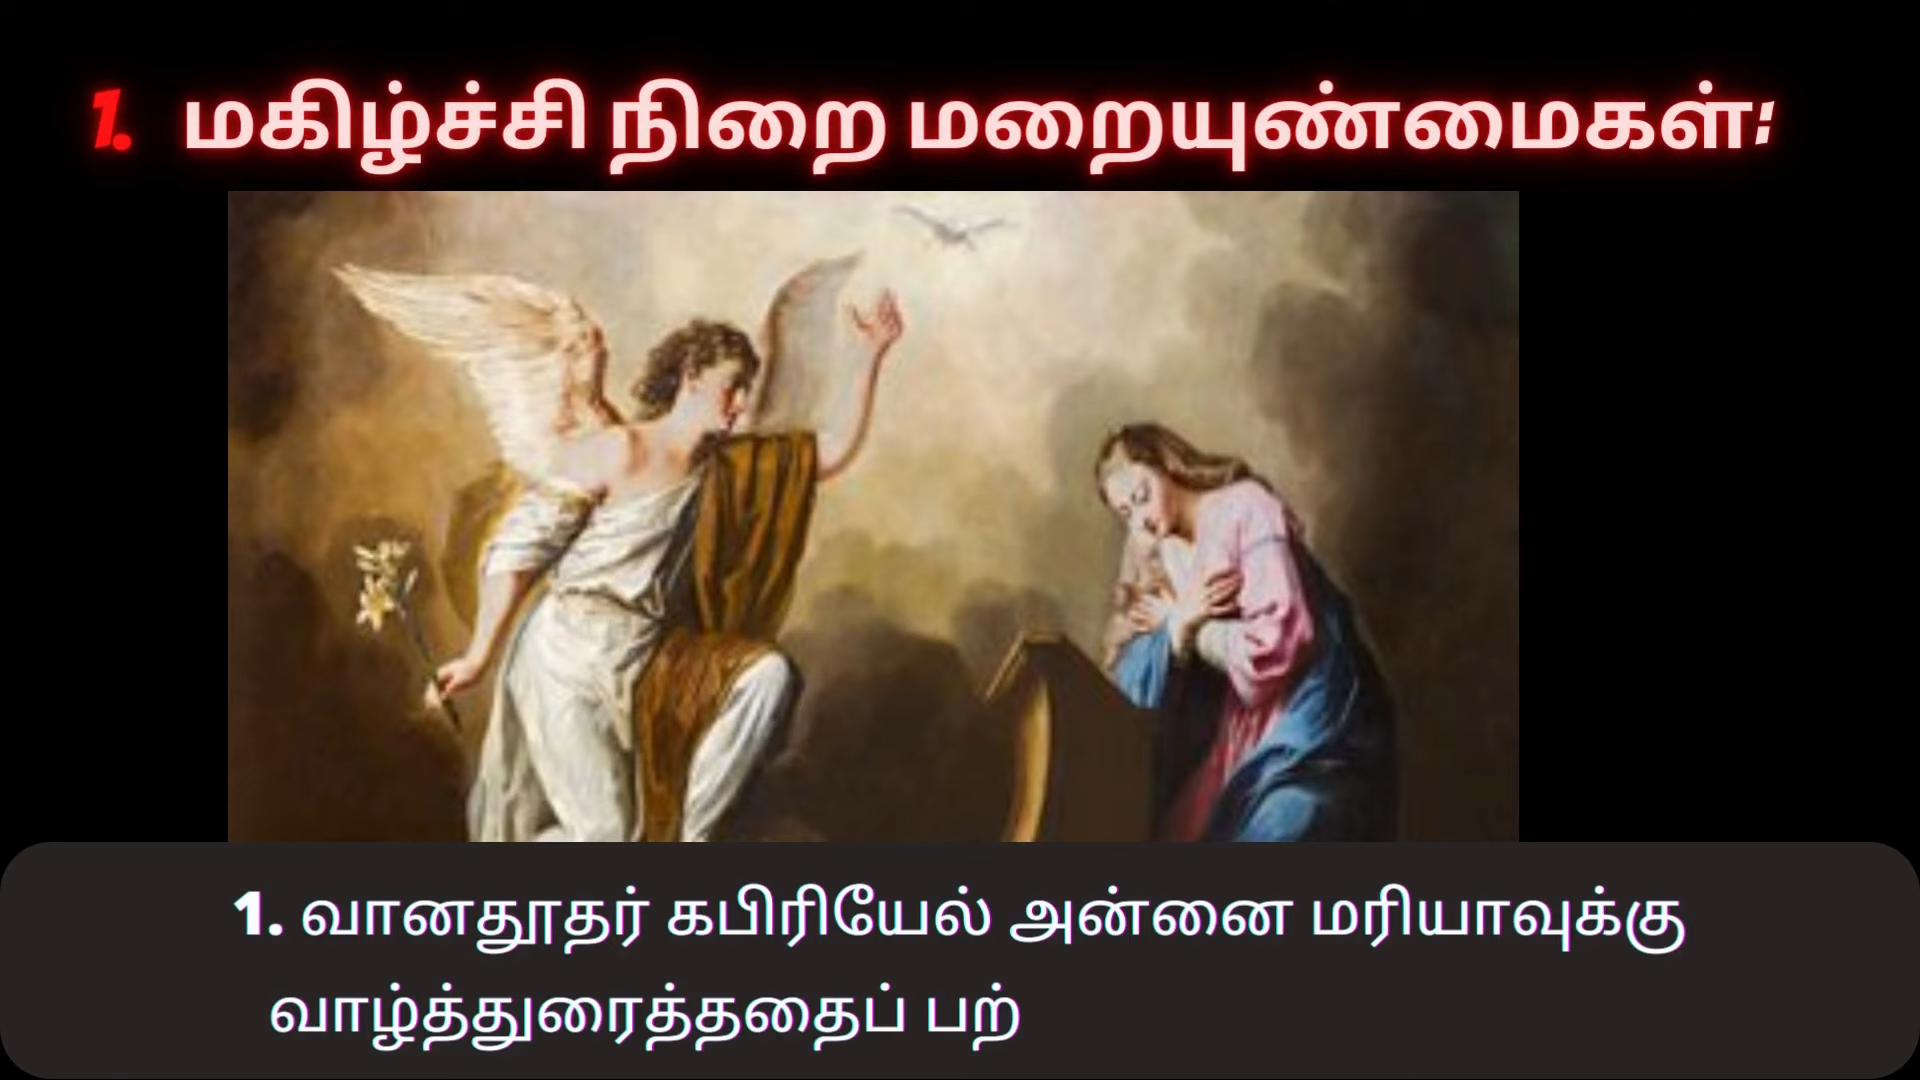 1. மகிழ்ச்சி நிறை மறையுண்மைகள்:
1. வானதூதர் கபிரியேல் அன்னை மரியாவுக்கு
வாழ்த்துரைத்ததைப் பற்